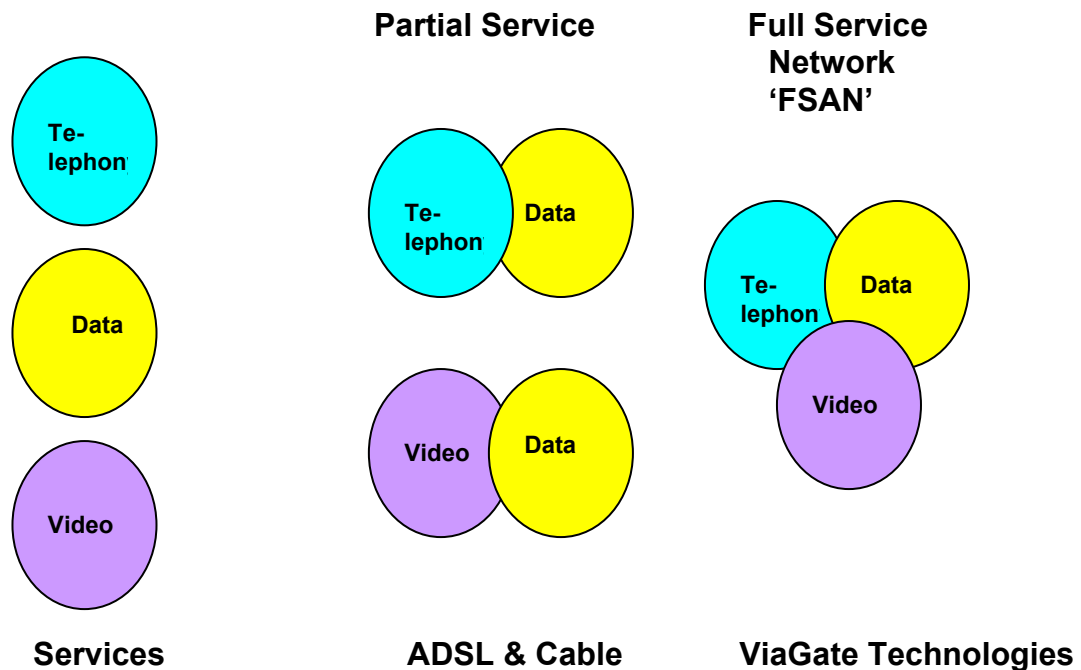 Partial Service
Full Service
Network
‘FSAN’
Te-
lephony
Data
Video
Te-
lephon
Data
Video
Data
Te-
lephon
Data
Video
Services
ADSL & Cable
ViaGate Technologies